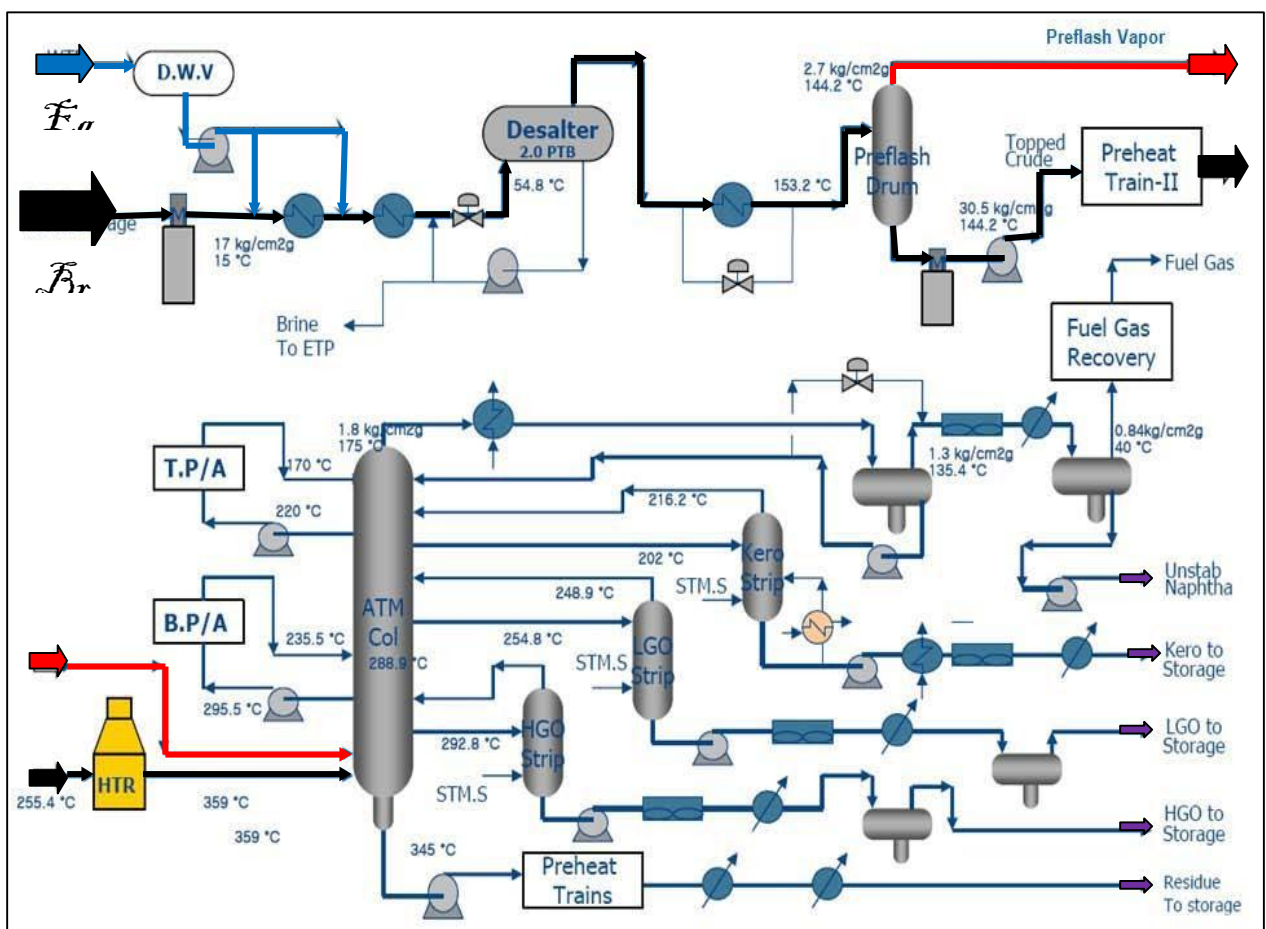 Preflash Vapor
D.W.V
2.7 kg/cm2g
144.2 °C
Desalter
2.0 PTB
54.8 °C
153.2 °C
Preflash
Drum
Topped
Crude
Preheat
Train-II
30.5 kg/cm2g
144.2 °C
M
M
17 kg/cm2g
15 °C
Brine
To ETP
Fuel Gas
Fuel Gas
Recovery
1.8 kg/cm2g
175°C
0.84kg/cm2g
40 °C
1.3 kg/cm2g
135.4 °C
T.P/A
170 °C
220 °C
216.2 °C
202 °C
Kero
Strip
STM.S
Unstab
Naphtha
B.P/A
235.5 °C
ATM
Col
288.9 °C
248.9 °C
254.8 °C
LGO
Strip
STM.S
Kero to
Storage
295.5 °C
292.8 °C
HGO
Strip
STM.S
LGO to
Storage
HTR
255.4 °C
359 °C
359 °C
HGO to
Storage
345 °C
Preheat
Trains
Residue
To storage